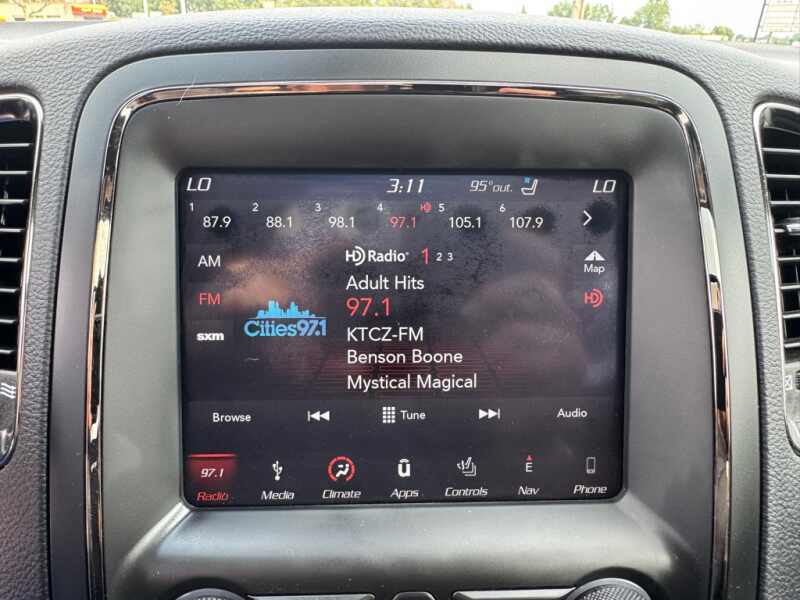 LO 3:11 95°out. LO
1 2 3 4 HD 5 6
87.9 88.1 98.1 97.1 105.1 107.9
AM HD Radio 1 2 3
Map
Adult Hits
FM 97.1 HD
Cities97.1
sxm KTCZ-FM
Benson Boone
Mystical Magical
Browse Tune Audio
97.1 U E
Radio Media Climate Apps Controls Nav Phone